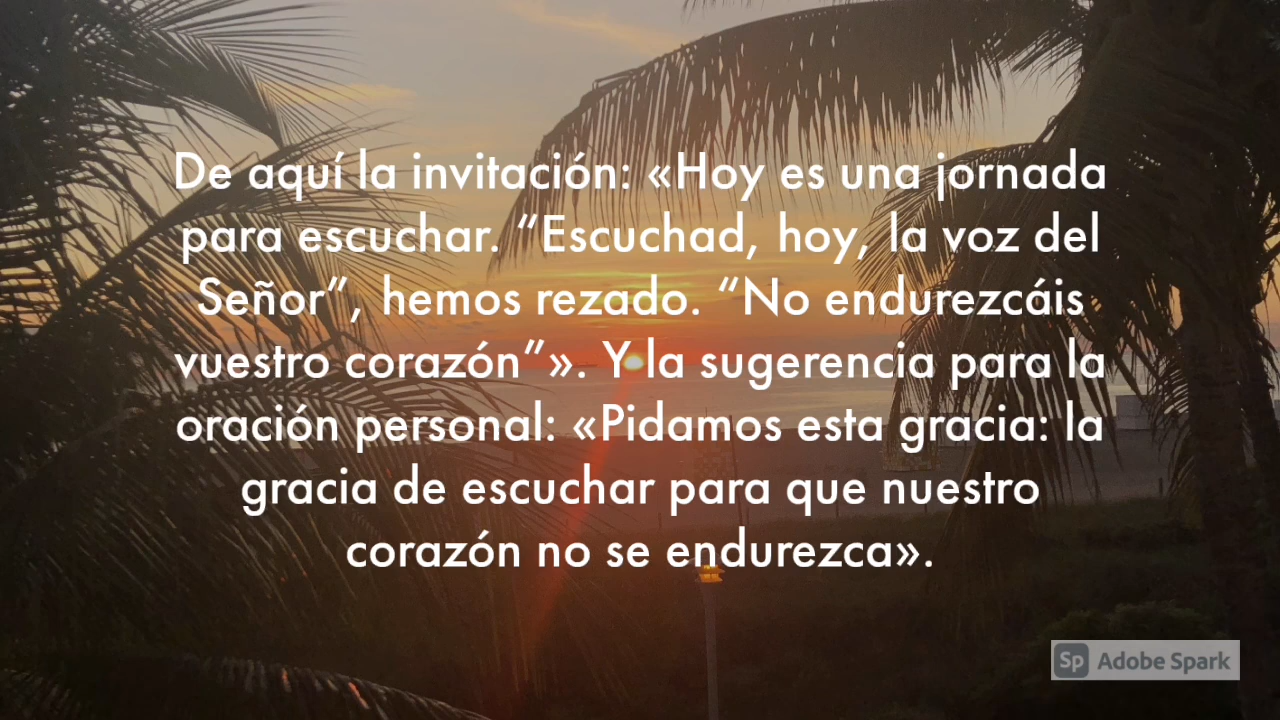 De aquí la invitación: «Hoy es una jornada
para escuchar. “Escuchad, hoy, la voz del
Señor”, hemos rezado. “No endurezcáis
vuestro corazón”». Y la sugerencia para la
oración personal: «Pidamos esta gracia: la
gracia de escuchar para que nuestro
corazón no se endurezca».
Sp Adobe Spark